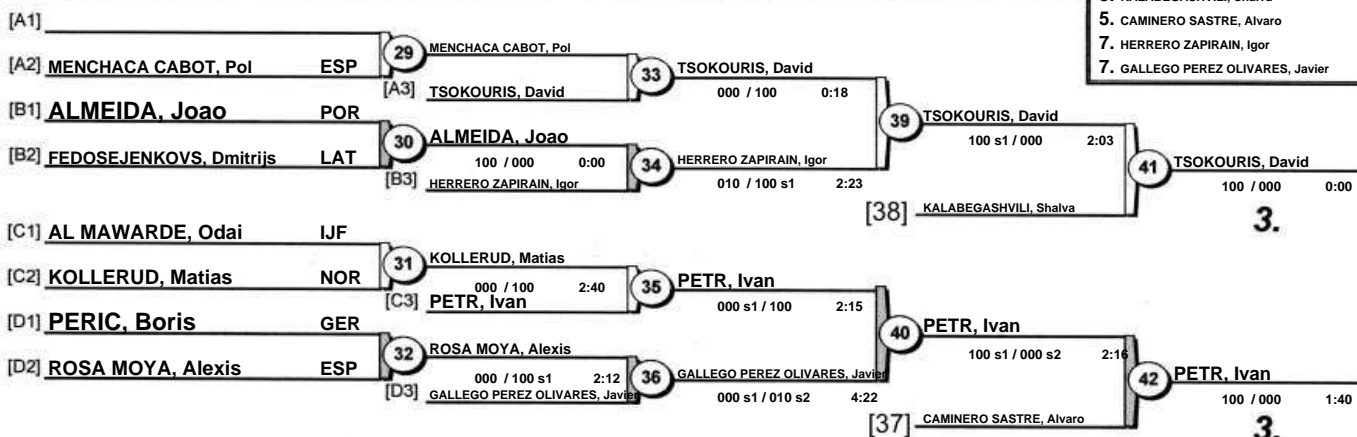 5. CAMINERO SASTRE, Alvaro
7. HERRERO ZAPIRAIN, Igor
7. GALLEGO PEREZ OLIVARES, Javier
[A1]
[A2] MENCHACA CABOT, Pol ESP
29 MENCHACA CABOT, Pol
[A3] TSOKOURIS, David
33 TSOKOURIS, David
000 / 100 0:18
[B1] ALMEIDA, Joao POR
[B2] FEDOSEJENKOVS, Dmitrijs LAT
30 ALMEIDA, Joao
100 / 000 0:00
[B3] HERRERO ZAPIRAIN, Igor
34 HERRERO ZAPIRAIN, Igor
010 / 100 s1 2:23
39 TSOKOURIS, David
100 s1 / 000 2:03
[38] KALABEGASHVILI, Shalva
41 TSOKOURIS, David
100 / 000 0:00
3.
[C1] AL MAWARDE, Odai IJF
[C2] KOLLERUD, Matias NOR
31 KOLLERUD, Matias
000 / 100 2:40
[C3] PETR, Ivan
35 PETR, Ivan
000 s1 / 100 2:15
[D1] PERIC, Boris GER
[D2] ROSA MOYA, Alexis ESP
32 ROSA MOYA, Alexis
000 / 100 s1 2:12
[D3] GALLEGO PEREZ OLIVARES, Javier
36 GALLEGO PEREZ OLIVARES, Javier
000 s1 / 010 s2 4:22
40 PETR, Ivan
100 s1 / 000 s2 2:16
[37] CAMINERO SASTRE, Alvaro
42 PETR, Ivan
100 / 000 1:40
3.